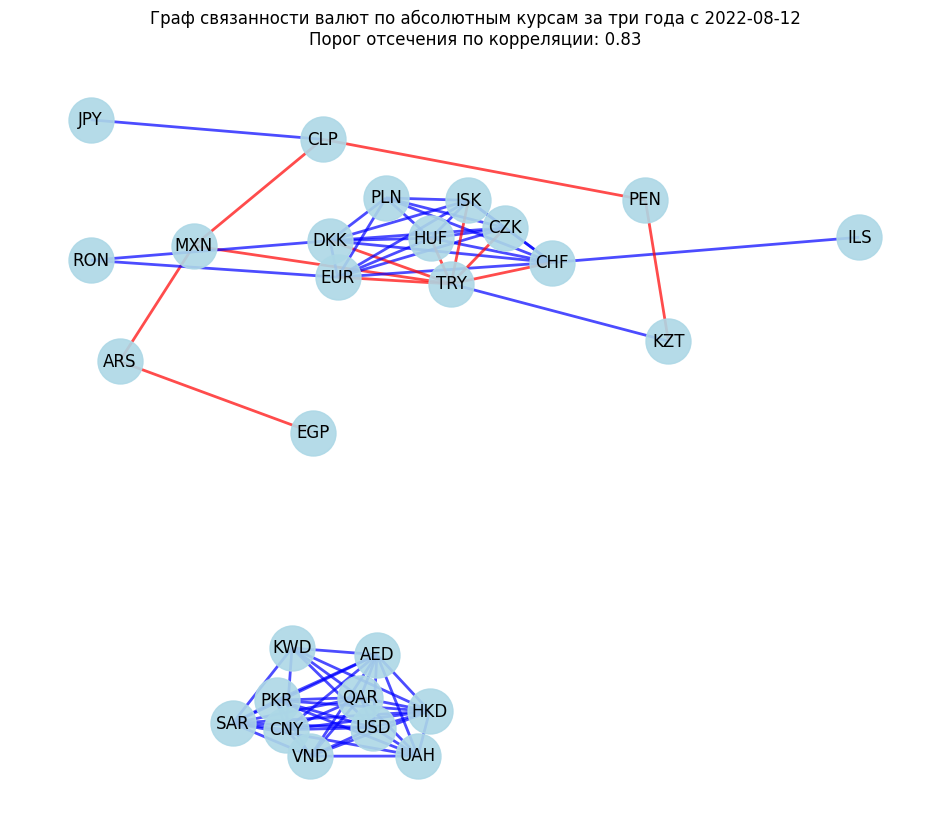 Граф связанности валют по абсолютным курсам за три года с 2022-08-12
Порог отсечения по корреляции: 0.83
JPY
CLP
PLN
ISK
PEN
CZK
DKK
HUF
ILS
MXN
RON
CHF
EUR
TRY
KZT
ARS
EGP
KWD
AED
PKR
QAR
HKD
SAR
CNY
USD
VND
UAH